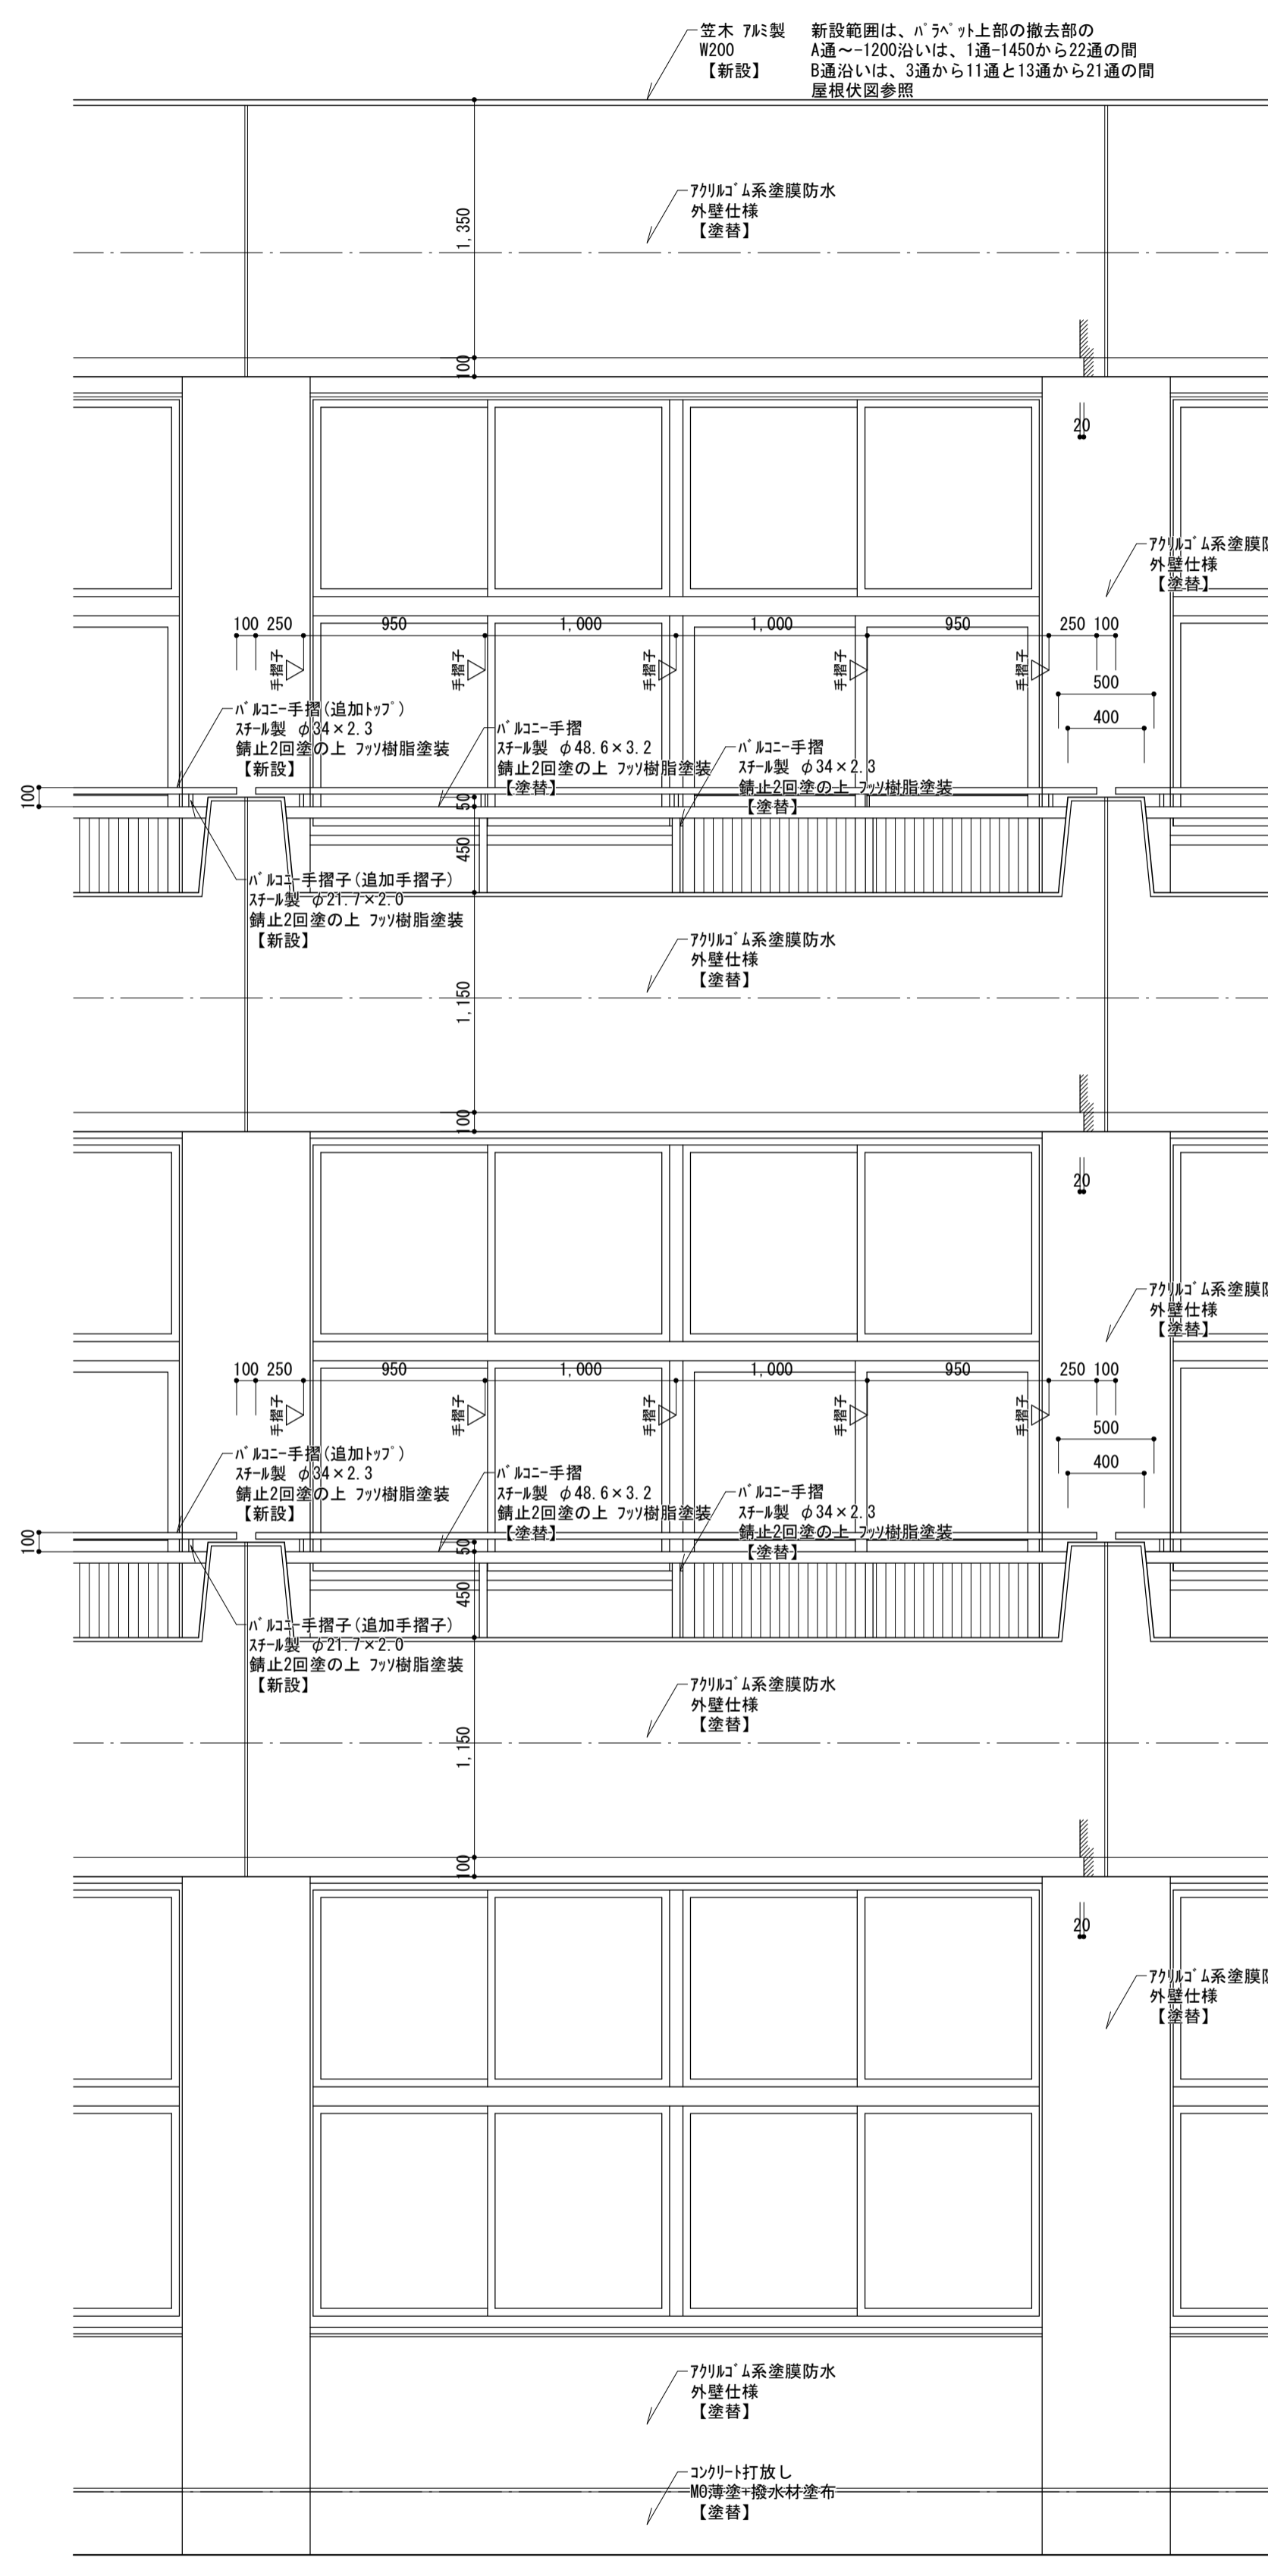 笠木 ｱﾙﾐ製
W200
【新設】
新設範囲は、ﾊﾟﾗﾍﾟｯﾄ上部の撤去部の
A通～-1200沿いは、1通-1450から22通の間
B通沿いは、3通から11通と13通から21通の間
屋根伏図参照
ｱｸﾘﾙｺﾞﾑ系塗膜防水
外壁仕様
【塗替】
1,350
100
20
ｱｸﾘﾙｺﾞﾑ系塗膜防
外壁仕様
【塗替】
100 250 950 1,000 1,000 950 250 100
手摺子 手摺子 手摺子 手摺子 手摺子
500
400
ﾊﾞﾙｺﾆｰ手摺(追加ﾄｯﾌﾟ)
ｽﾁｰﾙ製 φ34×2.3
錆止2回塗の上 ﾌｯｿ樹脂塗装
【新設】
ﾊﾞﾙｺﾆｰ手摺
ｽﾁｰﾙ製 φ48.6×3.2
錆止2回塗の上 ﾌｯｿ樹脂塗装
【塗替】
ﾊﾞﾙｺﾆｰ手摺
ｽﾁｰﾙ製 φ34×2.3
錆止2回塗の上 ﾌｯｿ樹脂塗装
【塗替】
100
50
450
ﾊﾞﾙｺﾆｰ手摺子(追加手摺子)
ｽﾁｰﾙ製 φ21.7×2.0
錆止2回塗の上 ﾌｯｿ樹脂塗装
【新設】
ｱｸﾘﾙｺﾞﾑ系塗膜防水
外壁仕様
【塗替】
1,150
100
20
ｱｸﾘﾙｺﾞﾑ系塗膜防
外壁仕様
【塗替】
100 250 950 1,000 1,000 950 250 100
手摺子 手摺子 手摺子 手摺子 手摺子
500
400
ﾊﾞﾙｺﾆｰ手摺(追加ﾄｯﾌﾟ)
ｽﾁｰﾙ製 φ34×2.3
錆止2回塗の上 ﾌｯｿ樹脂塗装
【新設】
ﾊﾞﾙｺﾆｰ手摺
ｽﾁｰﾙ製 φ48.6×3.2
錆止2回塗の上 ﾌｯｿ樹脂塗装
【塗替】
ﾊﾞﾙｺﾆｰ手摺
ｽﾁｰﾙ製 φ34×2.3
錆止2回塗の上 ﾌｯｿ樹脂塗装
【塗替】
100
50
450
ﾊﾞﾙｺﾆｰ手摺子(追加手摺子)
ｽﾁｰﾙ製 φ21.7×2.0
錆止2回塗の上 ﾌｯｿ樹脂塗装
【新設】
ｱｸﾘﾙｺﾞﾑ系塗膜防水
外壁仕様
【塗替】
1,150
100
20
ｱｸﾘﾙｺﾞﾑ系塗膜防
外壁仕様
【塗替】
ｱｸﾘﾙｺﾞﾑ系塗膜防水
外壁仕様
【塗替】
ｺﾝｸﾘｰﾄ打放し
MO薄塗+撥水材塗布
【塗替】